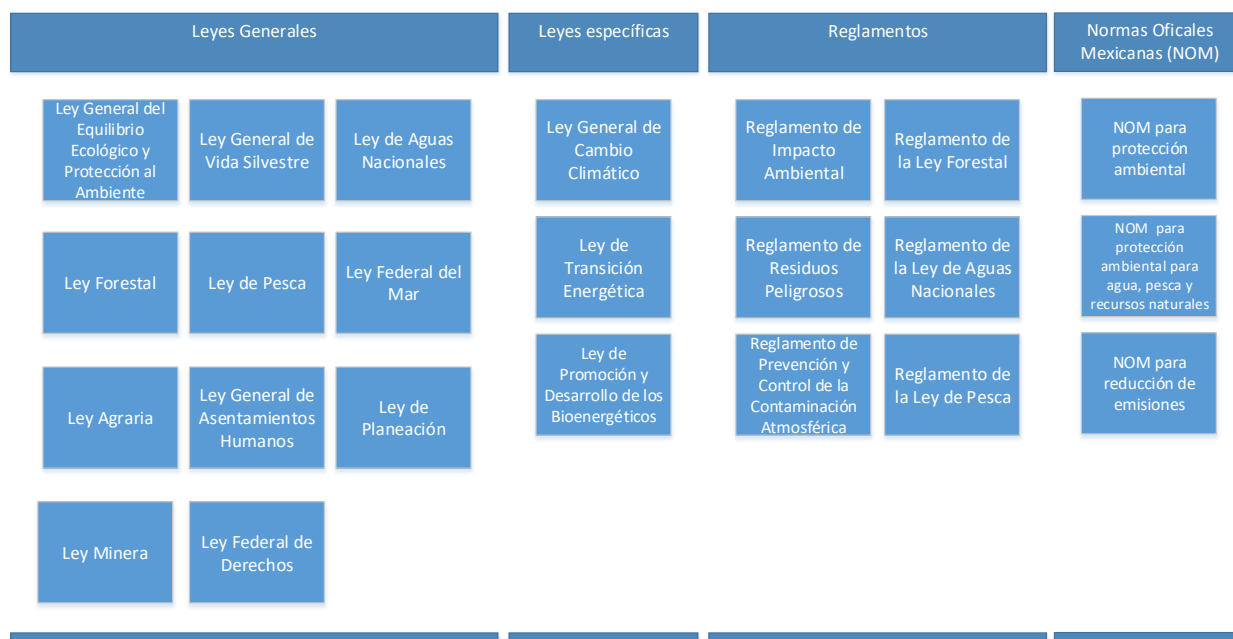 Leyes Generales
Leyes específicas
Reglamentos
Normas Oficales
Mexicanas (NOM)
Ley General del
Equilibrio
Ecológico y
Protección al
Ambiente
Ley General de
Vida Silvestre
Ley de Aguas
Nacionales
Ley Forestal
Ley de Pesca
Ley Federal del
Mar
Ley Agraria
Ley General de
Asentamientos
Humanos
Ley de
Planeación
Ley Minera
Ley Federal de
Derechos
Ley General de
Cambio
Climático
Ley de
Transición
Energética
Ley de
Promoción y
Desarrollo de los
Bioenergéticos
Reglamento de
Impacto
Ambiental
Reglamento de
la Ley Forestal
Reglamento de
Residuos
Peligrosos
Reglamento de
la Ley de Aguas
Nacionales
Reglamento de
Prevención y
Control de la
Contaminación
Atmosférica
Reglamento de
la Ley de Pesca
NOM para
protección
ambiental
NOM para
protección
ambiental para
agua, pesca y
recursos naturales
NOM para
reducción de
emisiones